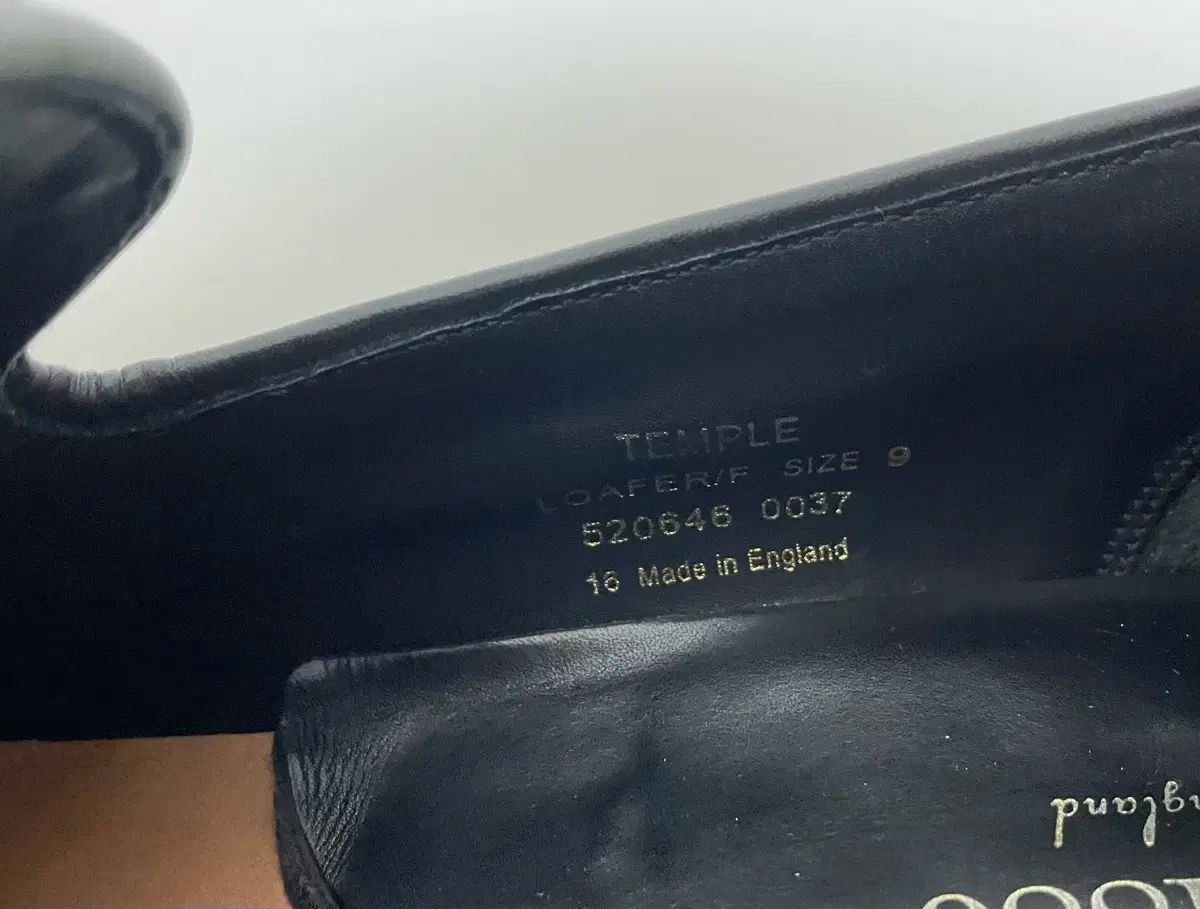 TEMPLE
LOAFER/F SIZE 9
520646 0037
16 Made in England